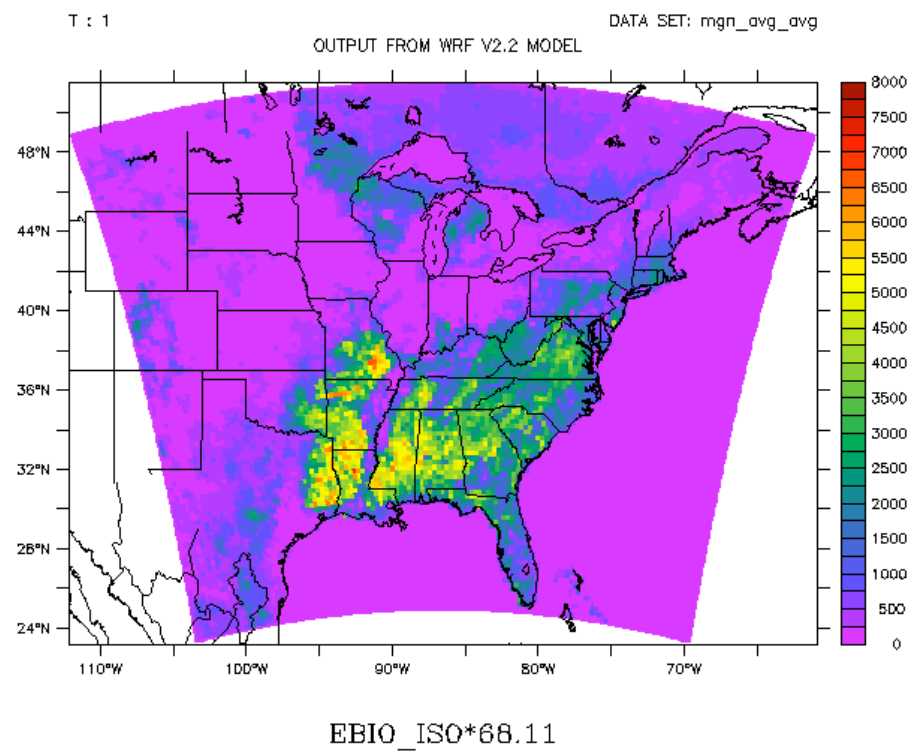 T : 1
DATA SET: mgn_avg_avg
OUTPUT FROM WRF V2.2 MODEL
8000
7500
7000
6500
6000
5500
5000
4500
4000
3500
3000
2500
2000
1500
1000
500
0
48°N
44°N
40°N
36°N
32°N
28°N
24°N
110°W
100°W
90°W
80°W
70°W
EBIO_ISO*68.11